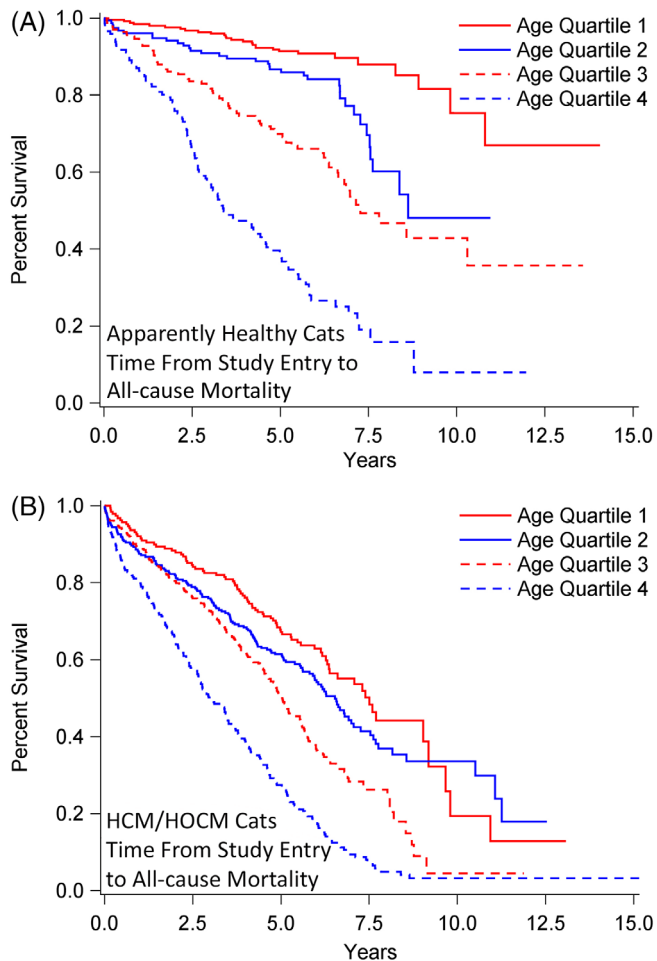 (A)
Age Quartile 1
Age Quartile 2
Age Quartile 3
Age Quartile 4
Percent Survival
1.0
0.8
0.6
0.4
0.2
0.0
Apparently Healthy Cats
Time From Study Entry to
All-cause Mortality
0.0 2.5 5.0 7.5 10.0 12.5 15.0
Years
(B)
Age Quartile 1
Age Quartile 2
Age Quartile 3
Age Quartile 4
Percent Survival
1.0
0.8
0.6
0.4
0.2
0.0
HCM/HOCM Cats
Time From Study Entry
to All-cause Mortality
0.0 2.5 5.0 7.5 10.0 12.5 15.0
Years